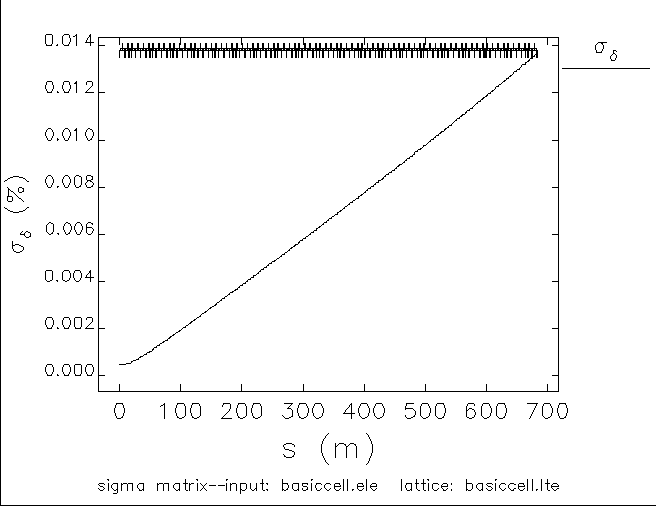 0.014
0.012
0.010
0.008
0.006
0.004
0.002
0.000
σδ (%)
0 100 200 300 400 500 600 700
s (m)
sigma matrix--input: basiccell.ele lattice: basiccell.lte
σδ